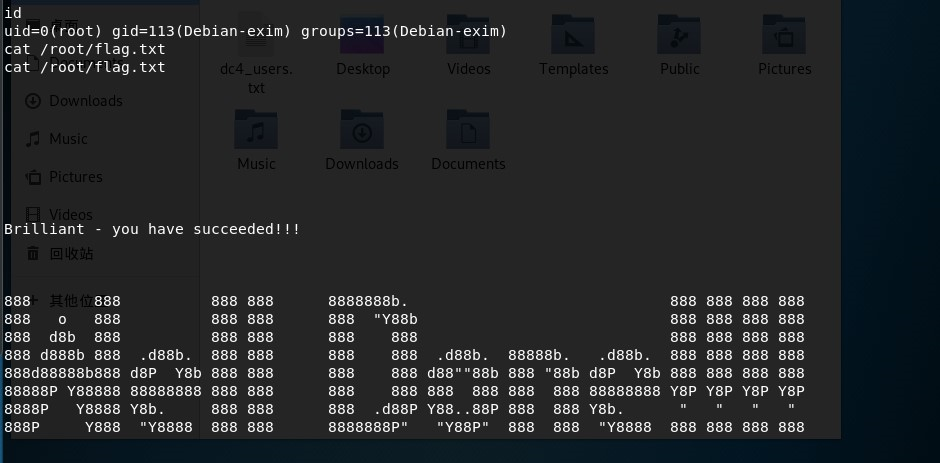 id
桌面
uid=0(root) gid=113(Debian-exim) groups=113(Debian-exim)
cat /root/flag.txt
cat /root/flag.txt
dc4_users.
txt
Desktop
Videos
Templates
Public
Pictures
Downloads
Music
Pictures
Videos
Music
Downloads
Documents
Brilliant - you have succeeded!!!
回收站
+ 其他位
888       888          888 888      8888888b.                             888 888 888 888
888   o   888          888 888      888  "Y88b                            888 888 888 888
888  d8b  888          888 888      888    888                            888 888 888 888
888 d888b 888  .d88b.  888 888      888    888  .d88b.  88888b.   .d88b.  888 888 888 888
888d88888b888 d8P  Y8b 888 888      888    888 d88""88b 888 "88b d8P  Y8b 888 888 888 888
88888P Y88888 88888888 888 888      888    888 888  888 888  888 88888888 Y8P Y8P Y8P Y8P
8888P   Y8888 Y8b.     888 888      888  .d88P Y88..88P 888  888 Y8b.      "   "   "   "
888P     Y888  "Y8888  888 888      8888888P"   "Y88P"  888  888  "Y8888  888 888 888 888